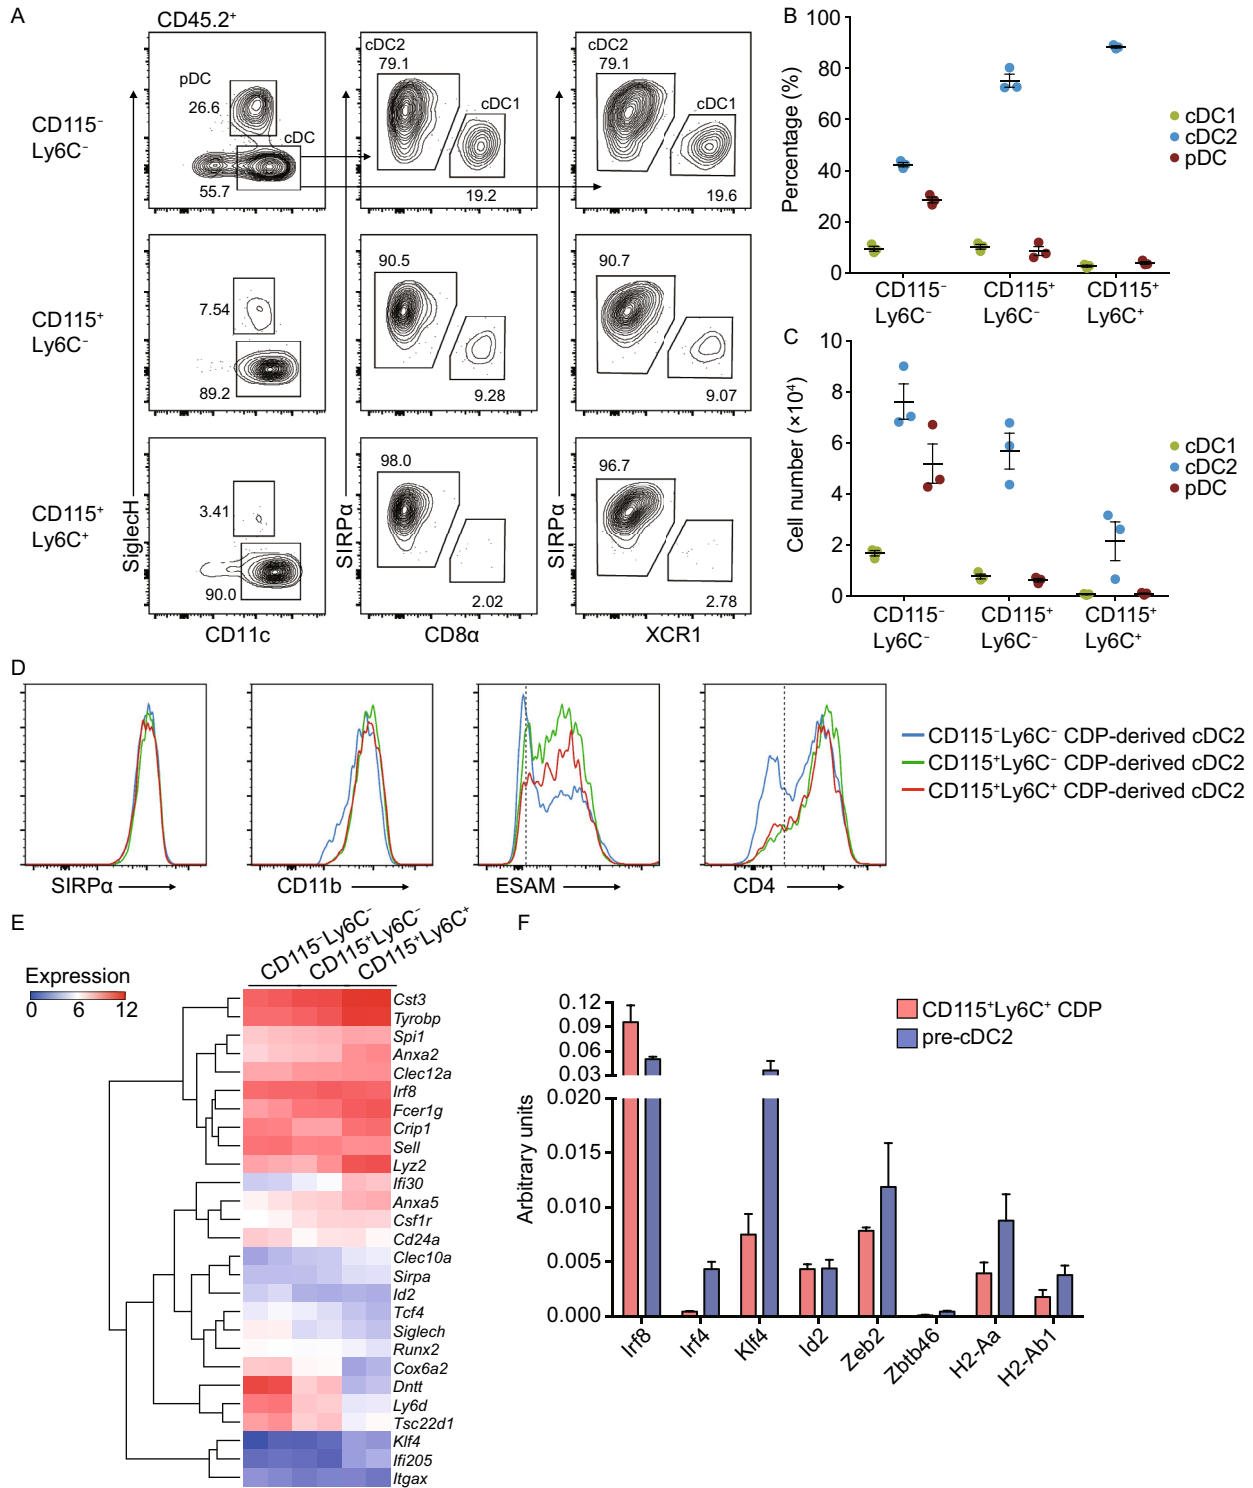 A
CD45.2⁺
CD115⁻
Ly6C⁻
pDC
26.6
cDC
55.7
cDC2
79.1
cDC1
19.2
cDC2
79.1
cDC1
19.6
CD115⁺
Ly6C⁻
7.54
89.2
90.5
9.28
90.7
9.07
CD115⁺
Ly6C⁺
3.41
90.0
98.0
2.02
96.7
2.78
SiglecH
SIRPα
SIRPα
CD11c
CD8α
XCR1
B
Percentage (%)
100
80
60
40
20
0
CD115⁻
Ly6C⁻
CD115⁺
Ly6C⁻
CD115⁺
Ly6C⁺
cDC1
cDC2
pDC
C
Cell number (×10⁴)
10
8
6
4
2
0
CD115⁻
Ly6C⁻
CD115⁺
Ly6C⁻
CD115⁺
Ly6C⁺
cDC1
cDC2
pDC
D
SIRPα
CD11b
ESAM
CD4
CD115⁻Ly6C⁻ CDP-derived cDC2
CD115⁺Ly6C⁻ CDP-derived cDC2
CD115⁺Ly6C⁺ CDP-derived cDC2
E
Expression
0 6 12
CD115⁻Ly6C⁻
CD115⁺Ly6C⁻
CD115⁺Ly6C⁺
Cst3
Tyrobp
Spi1
Anxa2
Clec12a
Irf8
Fcer1g
Crip1
Sell
Lyz2
Ifi30
Anxa5
Csf1r
Cd24a
Clec10a
Sirpa
Id2
Tcf4
Siglech
Runx2
Cox6a2
Dntt
Ly6d
Tsc22d1
Klf4
Ifi205
Itgax
F
Arbitrary units
0.12
0.09
0.06
0.03
0.020
0.015
0.010
0.005
0.000
CD115⁺Ly6C⁺ CDP
pre-cDC2
Irf8
Irf4
Klf4
Id2
Zeb2
Zbtb46
H2-Aa
H2-Ab1